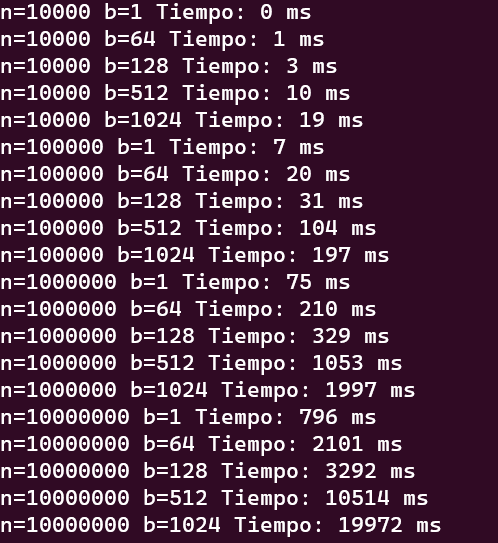 n=10000 b=1 Tiempo: 0 ms
n=10000 b=64 Tiempo: 1 ms
n=10000 b=128 Tiempo: 3 ms
n=10000 b=512 Tiempo: 10 ms
n=10000 b=1024 Tiempo: 19 ms
n=100000 b=1 Tiempo: 7 ms
n=100000 b=64 Tiempo: 20 ms
n=100000 b=128 Tiempo: 31 ms
n=100000 b=512 Tiempo: 104 ms
n=100000 b=1024 Tiempo: 197 ms
n=1000000 b=1 Tiempo: 75 ms
n=1000000 b=64 Tiempo: 210 ms
n=1000000 b=128 Tiempo: 329 ms
n=1000000 b=512 Tiempo: 1053 ms
n=1000000 b=1024 Tiempo: 1997 ms
n=10000000 b=1 Tiempo: 796 ms
n=10000000 b=64 Tiempo: 2101 ms
n=10000000 b=128 Tiempo: 3292 ms
n=10000000 b=512 Tiempo: 10514 ms
n=10000000 b=1024 Tiempo: 19972 ms